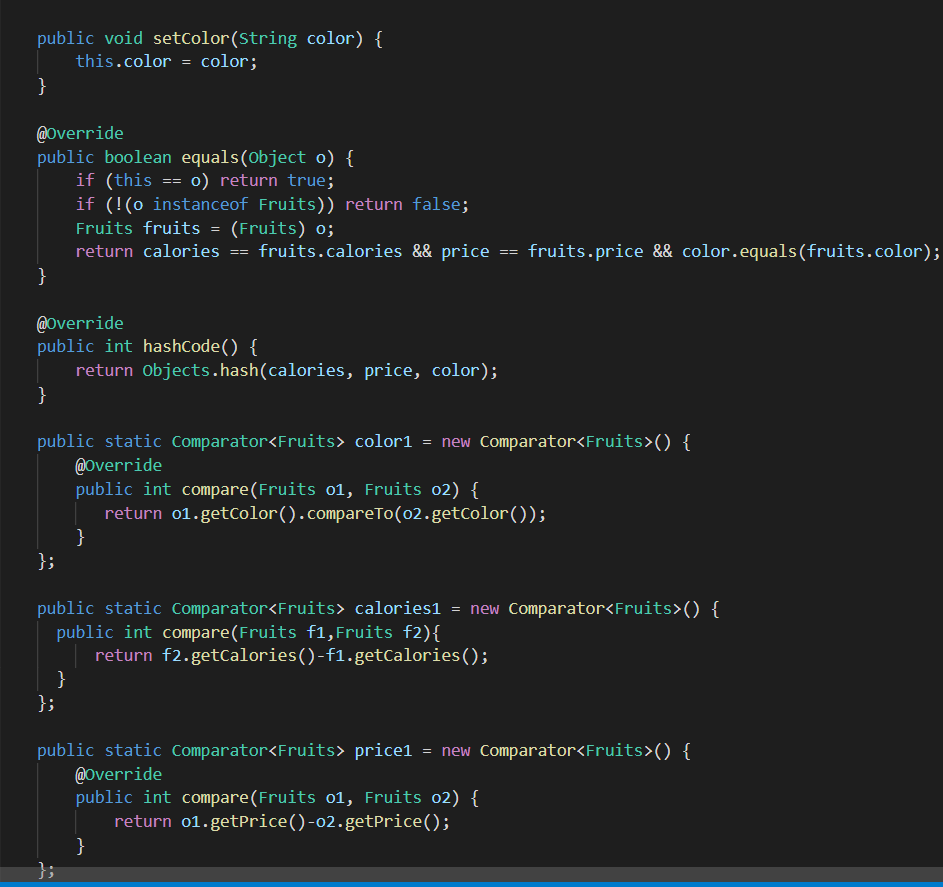 public void setColor(String color) {
    this.color = color;
}

@Override
public boolean equals(Object o) {
    if (this == o) return true;
    if (!(o instanceof Fruits)) return false;
    Fruits fruits = (Fruits) o;
    return calories == fruits.calories && price == fruits.price && color.equals(fruits.color);
}

@Override
public int hashCode() {
    return Objects.hash(calories, price, color);
}

public static Comparator<Fruits> color1 = new Comparator<Fruits>() {
    @Override
    public int compare(Fruits o1, Fruits o2) {
       return o1.getColor().compareTo(o2.getColor());
    }
};

public static Comparator<Fruits> calories1 = new Comparator<Fruits>() {
  public int compare(Fruits f1,Fruits f2){
      return f2.getCalories()-f1.getCalories();
  }
};

public static Comparator<Fruits> price1 = new Comparator<Fruits>() {
    @Override
    public int compare(Fruits o1, Fruits o2) {
        return o1.getPrice()-o2.getPrice();
    }
};